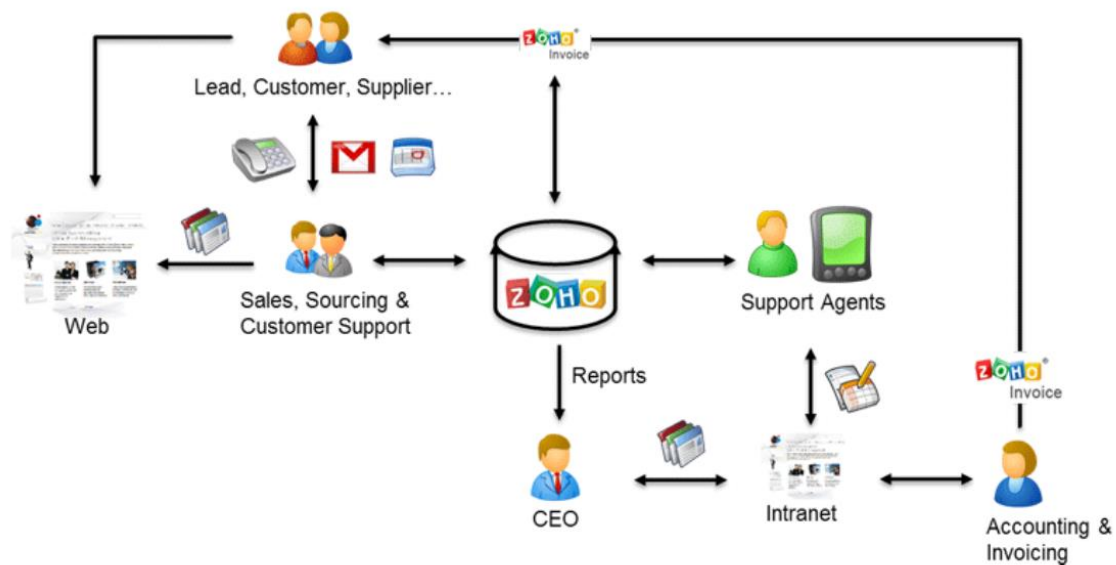 ZOHO®
Invoice
Lead, Customer, Supplier…
Web
Sales, Sourcing &
Customer Support
ZOHO
Support Agents
Reports
ZOHO®
Invoice
CEO
Intranet
Accounting &
Invoicing